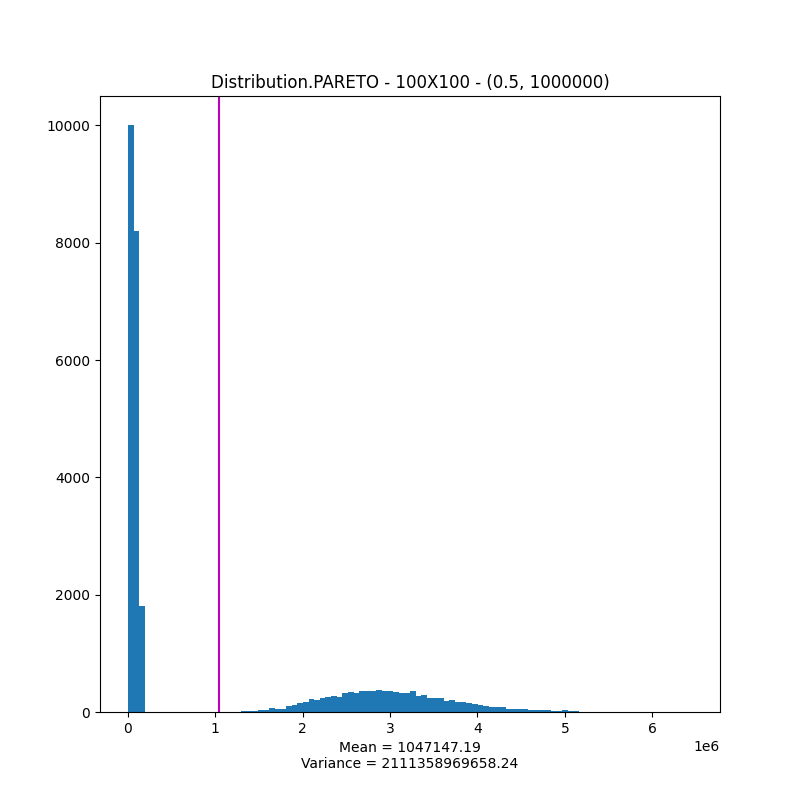 Distribution.PARETO - 100X100 - (0.5, 1000000)
10000
8000
6000
4000
2000
0
0 1 2 3 4 5 6
1e6
Mean = 1047147.19
Variance = 2111358969658.24